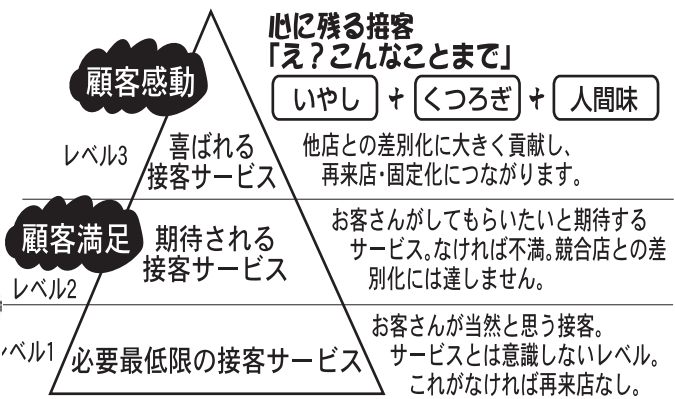 心に残る接客
「え？こんなことまで」
顧客感動
いやし + くつろぎ + 人間味
レベル3
喜ばれる
接客サービス
他店との差別化に大きく貢献し、
再来店・固定化につながります。
顧客満足
レベル2
期待される
接客サービス
お客さんがしてもらいたいと期待する
サービス。なければ不満。競合店との差
別化には達しません。
ベル1
必要最低限の接客サービス
お客さんが当然と思う接客。
サービスとは意識しないレベル。
これがなければ再来店なし。